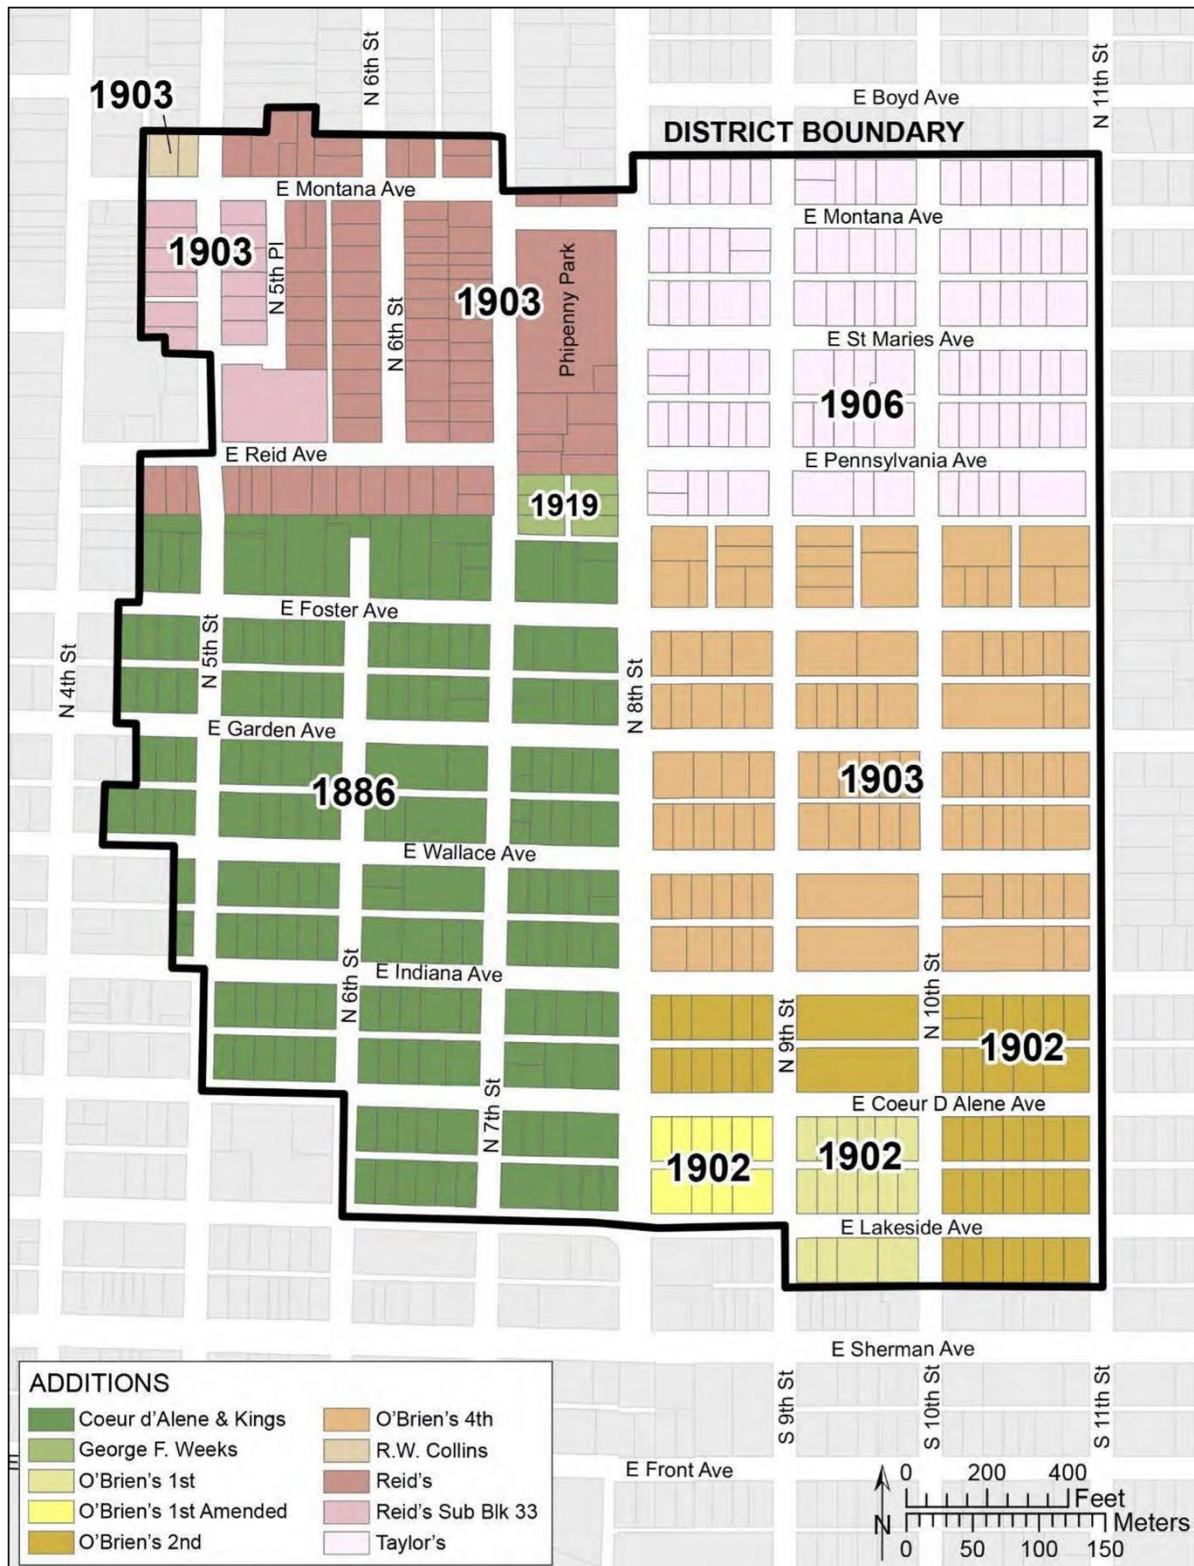 N 6th St
N 11th St
1903
E Boyd Ave
DISTRICT BOUNDARY
E Montana Ave
E Montana Ave
1903
N 5th Pl
1903
N 6th St
Phipenny Park
E St Maries Ave
1906
E Reid Ave
E Pennsylvania Ave
1919
E Foster Ave
N 5th St
N 4th St
N 8th St
E Garden Ave
1886
1903
E Wallace Ave
E Indiana Ave
N 6th St
N 10th St
N 9th St
1902
N 7th St
E Coeur D Alene Ave
1902
1902
E Lakeside Ave
E Sherman Ave
S 9th St
S 10th St
S 11th St
E Front Ave
ADDITIONS
Coeur d'Alene & Kings
George F. Weeks
O'Brien's 1st
O'Brien's 1st Amended
O'Brien's 2nd
O'Brien's 4th
R.W. Collins
Reid's
Reid's Sub Blk 33
Taylor's
E
N
0 200 400
Feet
Meters
0 50 100 150